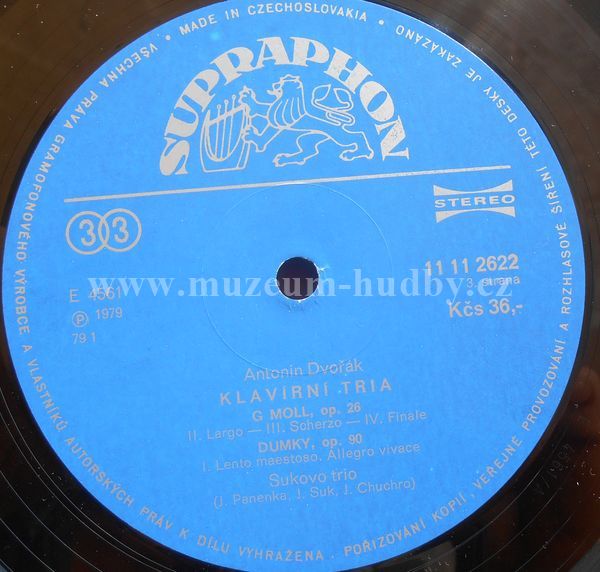 VŠECHNA PRÁVA GRAMOFONOVÉHO VÝROBCE A VLASTNÍKŮ AUTORSKÝCH PRÁV K DÍLU VYHRAŽENA. POŘIZOVÁNÍ KOPIÍ, VEŘEJNÉ PROVOZOVÁNÍ A ROZHLASOVÉ ŠÍŘENÍ TÉTO DESKY JE ZAKÁZÁNO • MADE IN CZECHOSLOVAKIA •
SUPRAPHON
33
STEREO
E 4561
Ⓟ 1979
79 1
11 11 2622
3. strana
Kčs 36,-
www.muzeum-hudby.cz
Antonín Dvořák
KLAVÍRNÍ TRIA
G MOLL, op. 26
II. Largo — III. Scherzo — IV. Finale
DUMKY, op. 90
I. Lento maestoso. Allegro vivace
Sukovo trio
(J. Panenka, J. Suk, J. Chuchro)